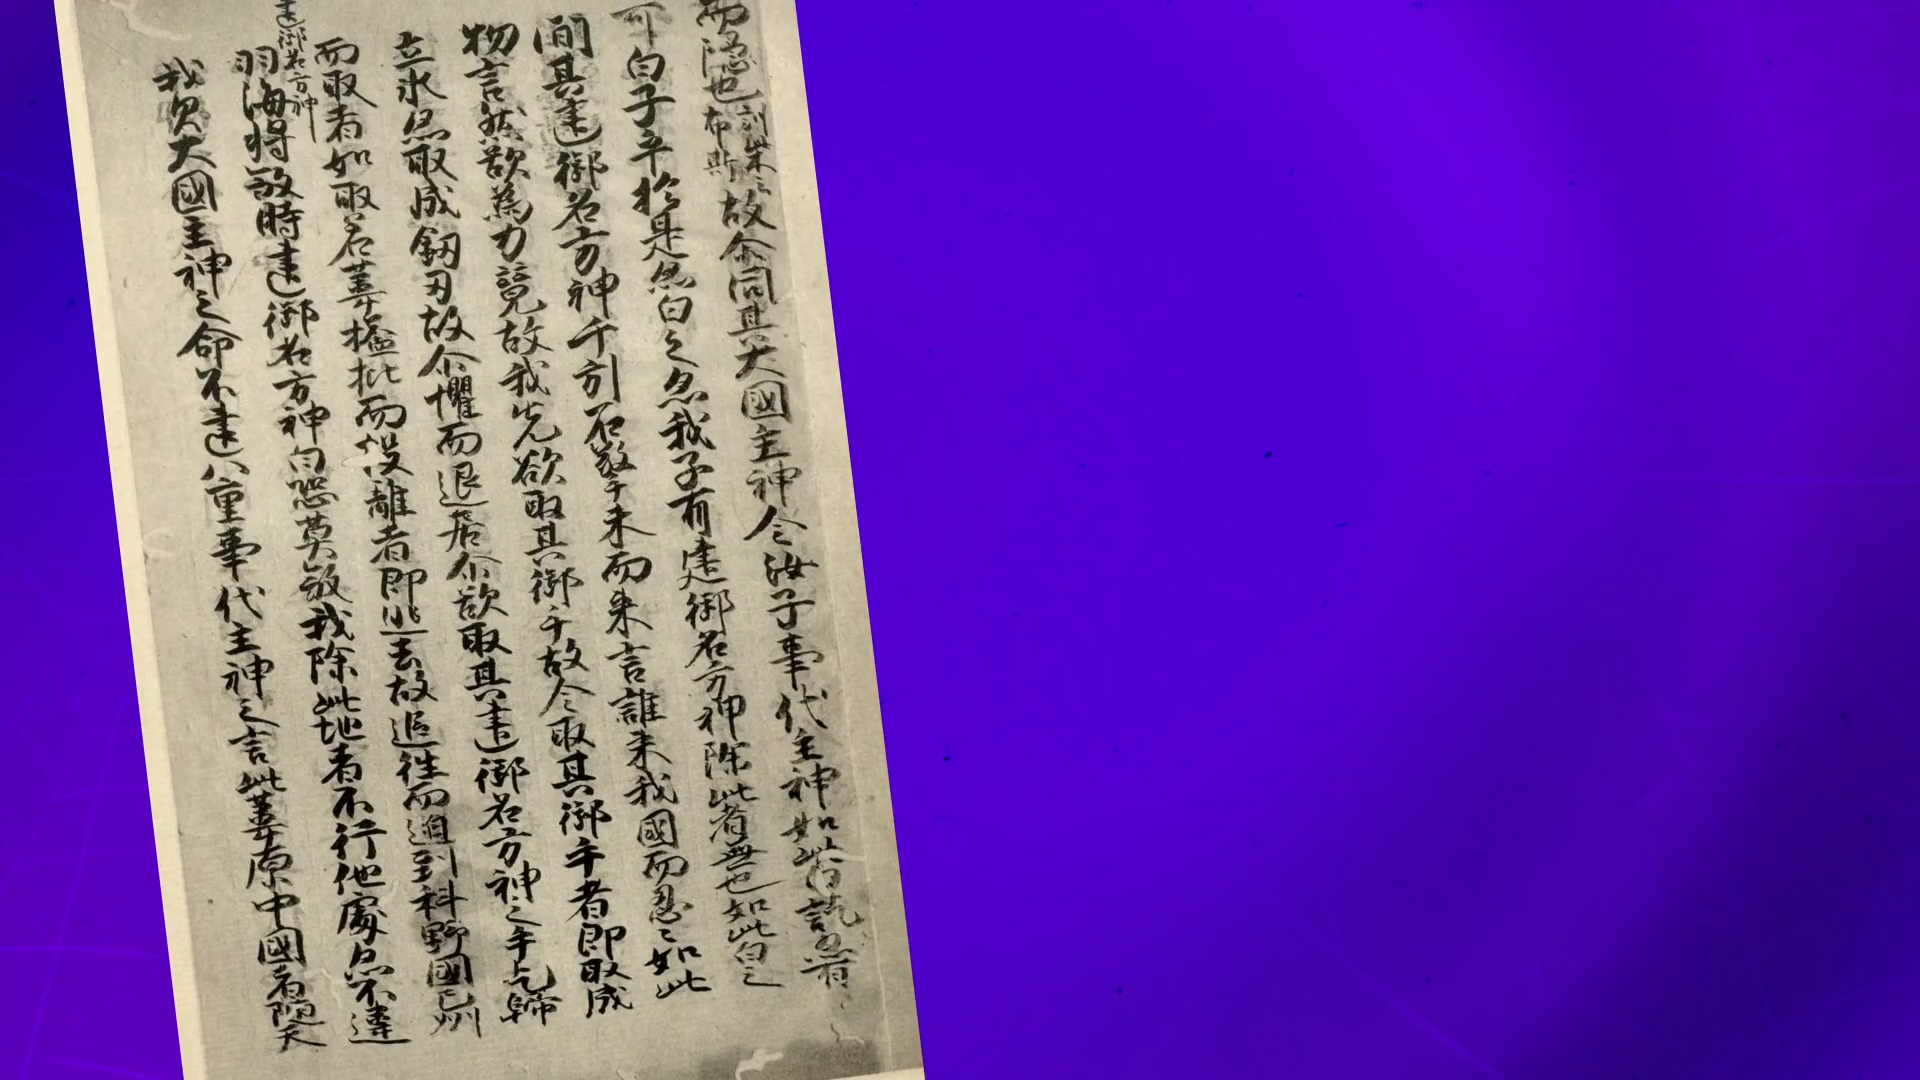 而隠也訓柴云布斯故尒問其大國主神今汝子事代主神如此白訖亦有
可白子乎於是亦白之亦我子有建御名方神除此者無也如此白之
間其建御名方神千引石擎手末而来言誰来我國而忍〻如此
物言然欲為力競故我先欲取其御手故令取其御手者即取成
立氷亦取成釼刃故尒懼而退居尒欲取其建御名方神之手乞歸
而取者如取若葦搤批而投離者即逃去故追往而迫到科野國之州
建御名方神
羽海将殺時建御名方神白恐莫殺我除此地者不行他處亦不違
我父大國主神之命不違八重事代主神之言此葦原中國者隨天